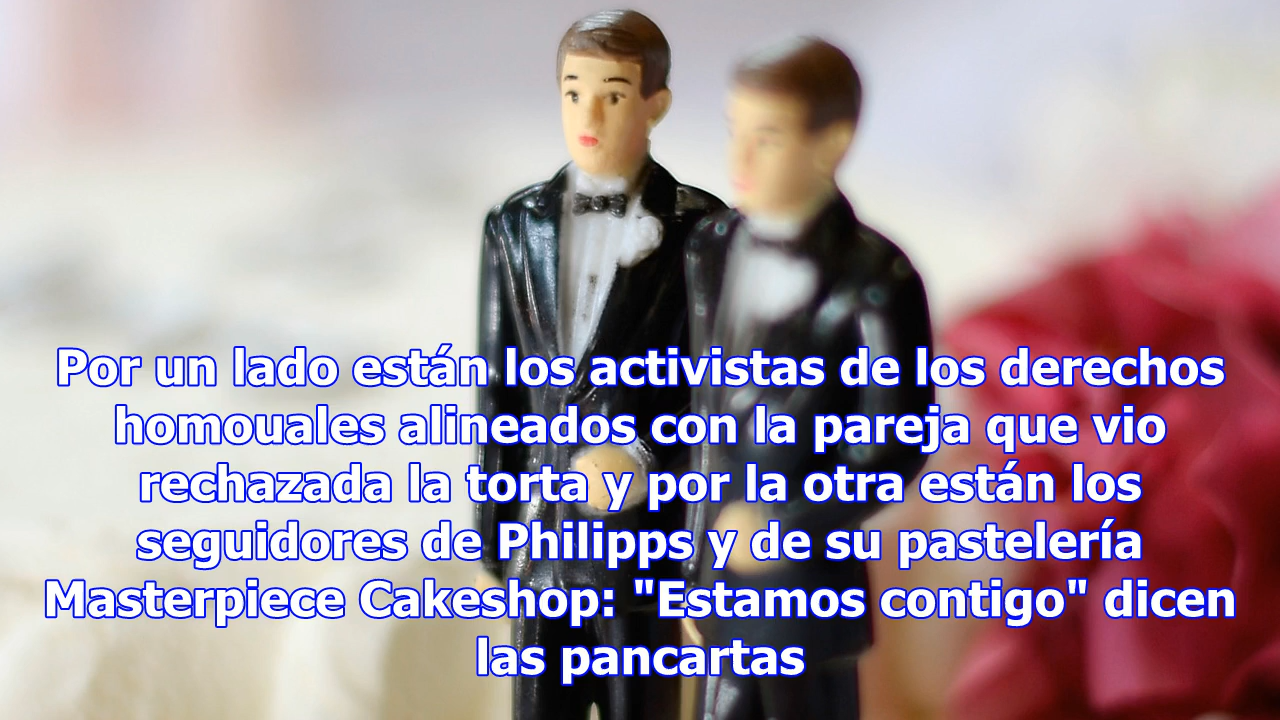 Por un lado están los activistas de los derechos
homouales alineados con la pareja que vio
rechazada la torta y por la otra están los
seguidores de Philipps y de su pastelería
Masterpiece Cakeshop: "Estamos contigo" dicen
las pancartas